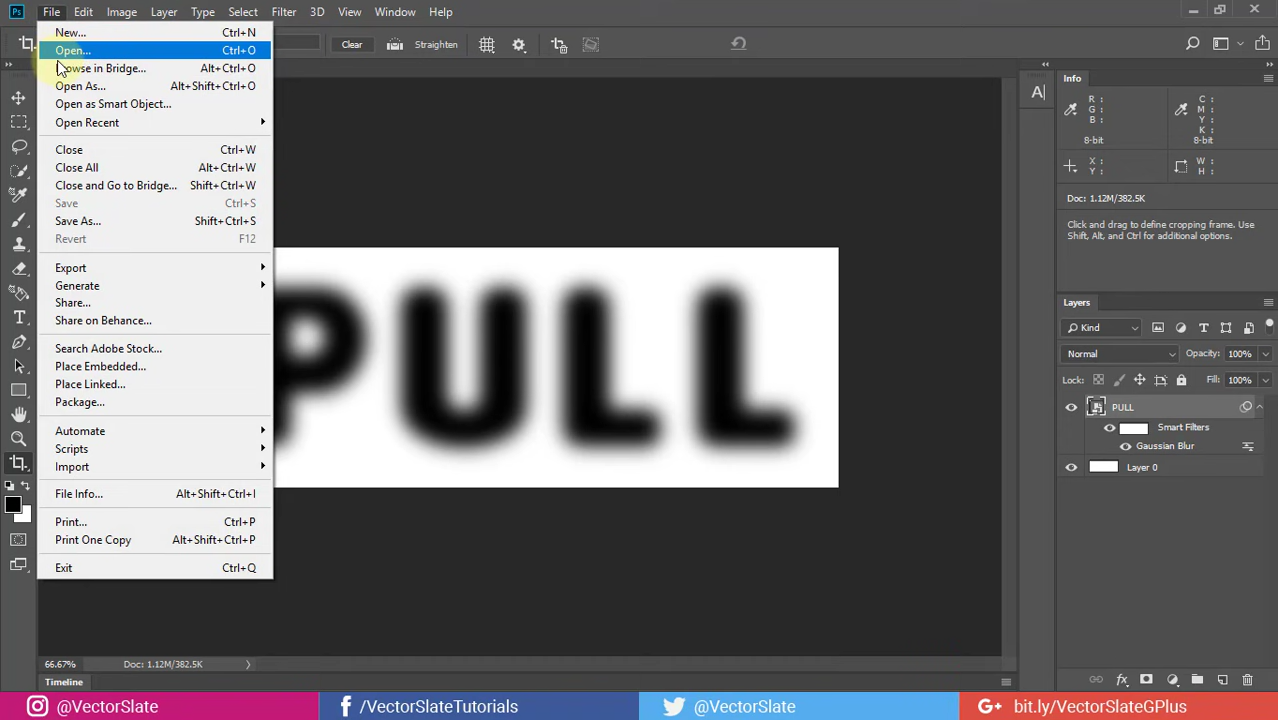 Ps File Edit Image Layer Type Select Filter 3D View Window Help
Clear Straighten
New... Ctrl+N
Open... Ctrl+O
Browse in Bridge... Alt+Ctrl+O
Open As... Alt+Shift+Ctrl+O
Open as Smart Object...
Open Recent
Close Ctrl+W
Close All Alt+Ctrl+W
Close and Go to Bridge... Shift+Ctrl+W
Save Ctrl+S
Save As... Shift+Ctrl+S
Revert F12
Export
Generate
Share...
Share on Behance...
Search Adobe Stock...
Place Embedded...
Place Linked...
Package...
Automate
Scripts
Import
File Info... Alt+Shift+Ctrl+I
Print... Ctrl+P
Print One Copy Alt+Shift+Ctrl+P
Exit Ctrl+Q
PULL
A
Info
R : C :
G : M :
B : Y :
K :
8-bit 8-bit
X : W :
Y : H :
Doc: 1.12M/382.5K
Click and drag to define cropping frame. Use
Shift, Alt, and Ctrl for additional options.
Layers
Kind
Normal Opacity: 100%
Lock: Fill: 100%
PULL
Smart Filters
Gaussian Blur
Layer 0
66.67% Doc: 1.12M/382.5K
Timeline
@VectorSlate /VectorSlateTutorials @VectorSlate G+ bit.ly/VectorSlateGPlus